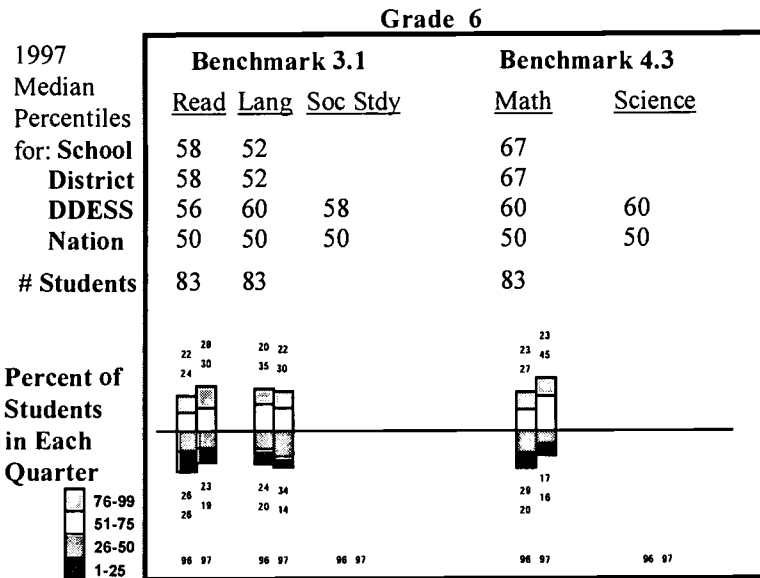 Grade 6
1997
Median
Percentiles
for: School
District
DDESS
Nation
# Students
Benchmark 3.1 Benchmark 4.3
Read Lang Soc Stdy Math Science
58 52 67
58 52 67
56 60 58 60 60
50 50 50 50 50
83 83 83
Percent of
Students
in Each
Quarter
22 28 20 22 23 23
24 30 35 30 27 45
26 23 24 34 29 17
26 19 20 14 20 16
76-99
51-75
26-50
1-25
96 97 96 97 96 97 96 97 96 97